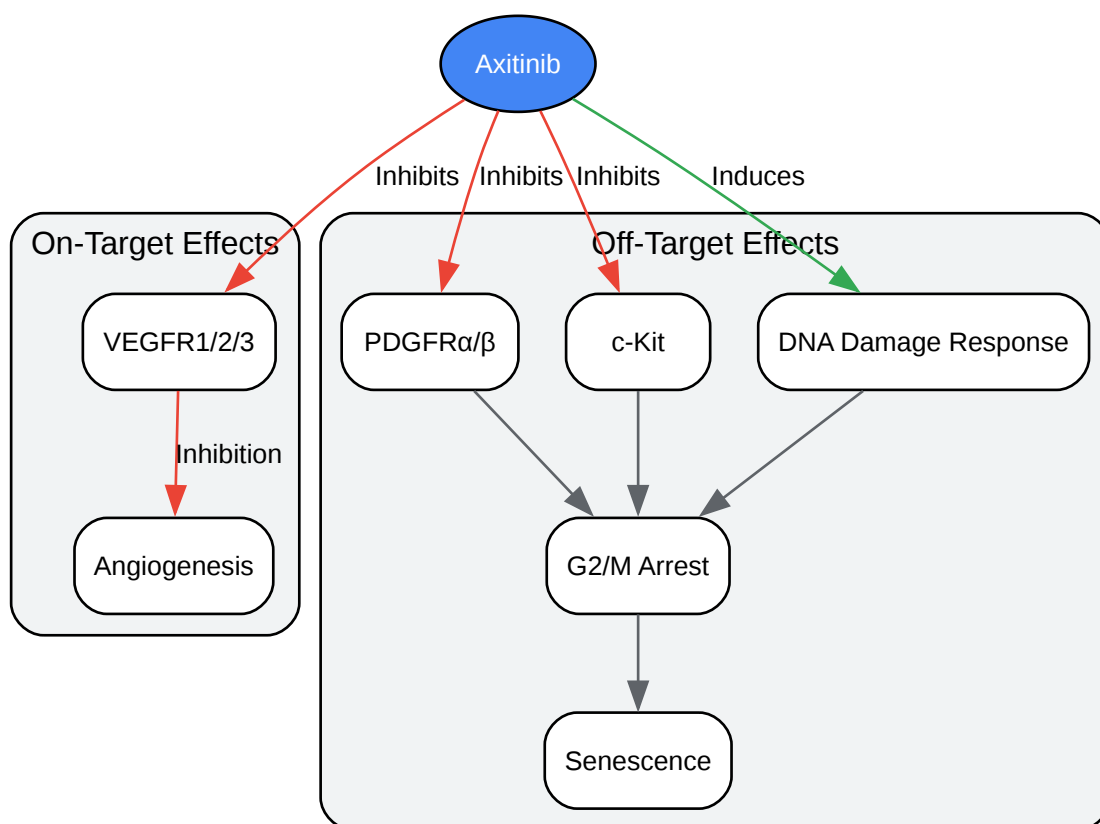 Axitinib
Inhibits
Inhibits
Inhibits
Induces
On-Target Effects
Off-Target Effects
VEGFR1/2/3
PDGFRα/β
c-Kit
DNA Damage Response
Inhibition
Angiogenesis
G2/M Arrest
Senescence